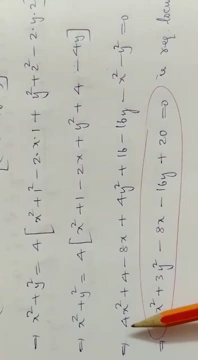 ⇒ x² + y² = 4 [ x² + 1² - 2·x·1 + y² + 2² - 2·y·2
⇒ x² + y² = 4 [ x² + 1 - 2x + y² + 4 - 4y ]
⇒ 4x² + 4 - 8x + 4y² + 16 - 16y - x² - y² = 0
⇒ x² + 3y² - 8x - 16y + 20 = 0 is req locu